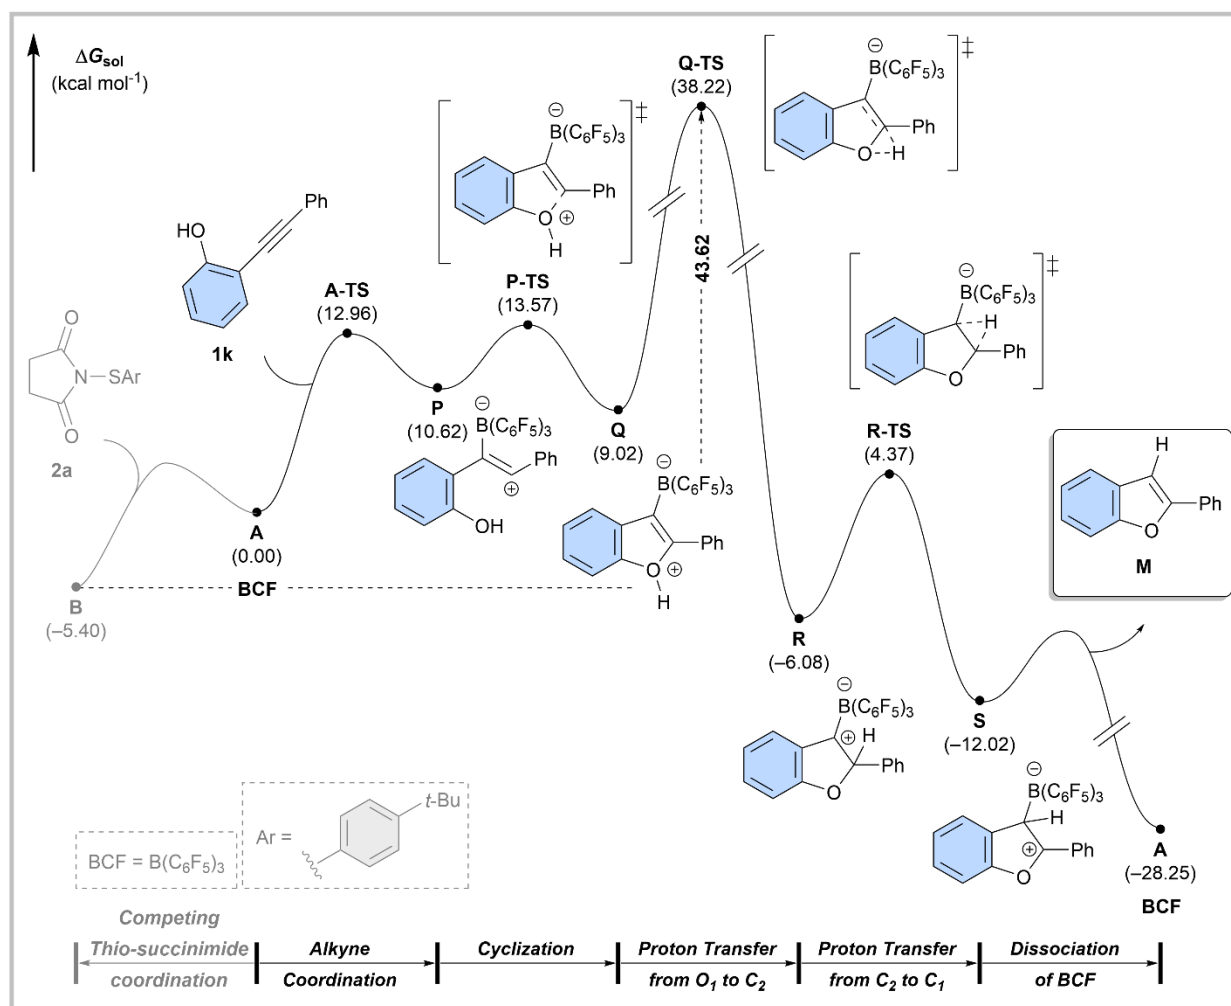 ΔG_sol
(kcal mol⁻¹)
Q-TS
(38.22)
⊖
B(C₆F₅)₃
Ph
O
H
‡
⊖
B(C₆F₅)₃
Ph
O
⊕
H
‡
Ph
HO
1k
A-TS
(12.96)
P-TS
(13.57)
43.62
⊖
B(C₆F₅)₃
H
Ph
O
‡
O
N
SAr
O
2a
P
(10.62)
⊖
B(C₆F₅)₃
Ph
⊕
OH
Q
(9.02)
⊖
B(C₆F₅)₃
Ph
O
⊕
H
R-TS
(4.37)
H
Ph
O
M
A
(0.00)
BCF
B
(–5.40)
R
(–6.08)
⊖
B(C₆F₅)₃
⊕
H
Ph
O
S
(–12.02)
⊖
B(C₆F₅)₃
H
⊕
Ph
O
A
(–28.25)
BCF
BCF = B(C₆F₅)₃
Ar =
t-Bu
Competing
Thio-succinimide
coordination
Alkyne
Coordination
Cyclization
Proton Transfer
from O₁ to C₂
Proton Transfer
from C₂ to C₁
Dissociation
of BCF